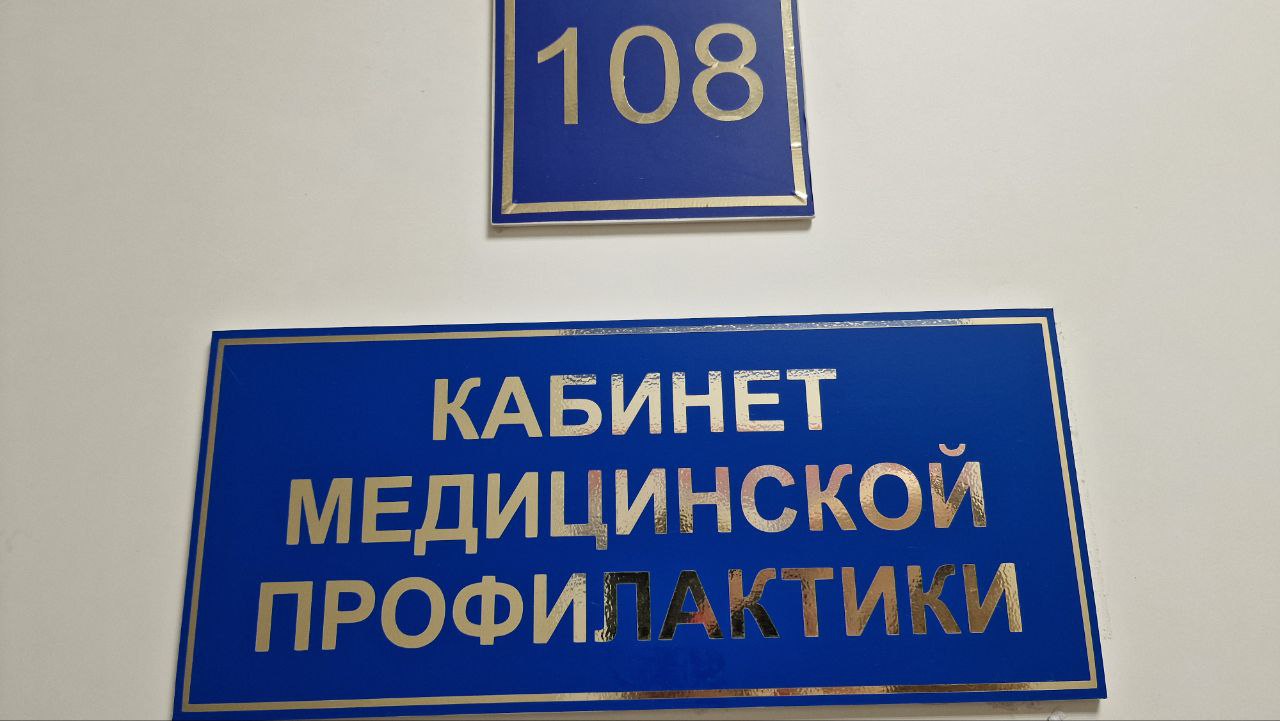 108
КАБИНЕТ
МЕДИЦИНСКОЙ
ПРОФИЛАКТИКИ